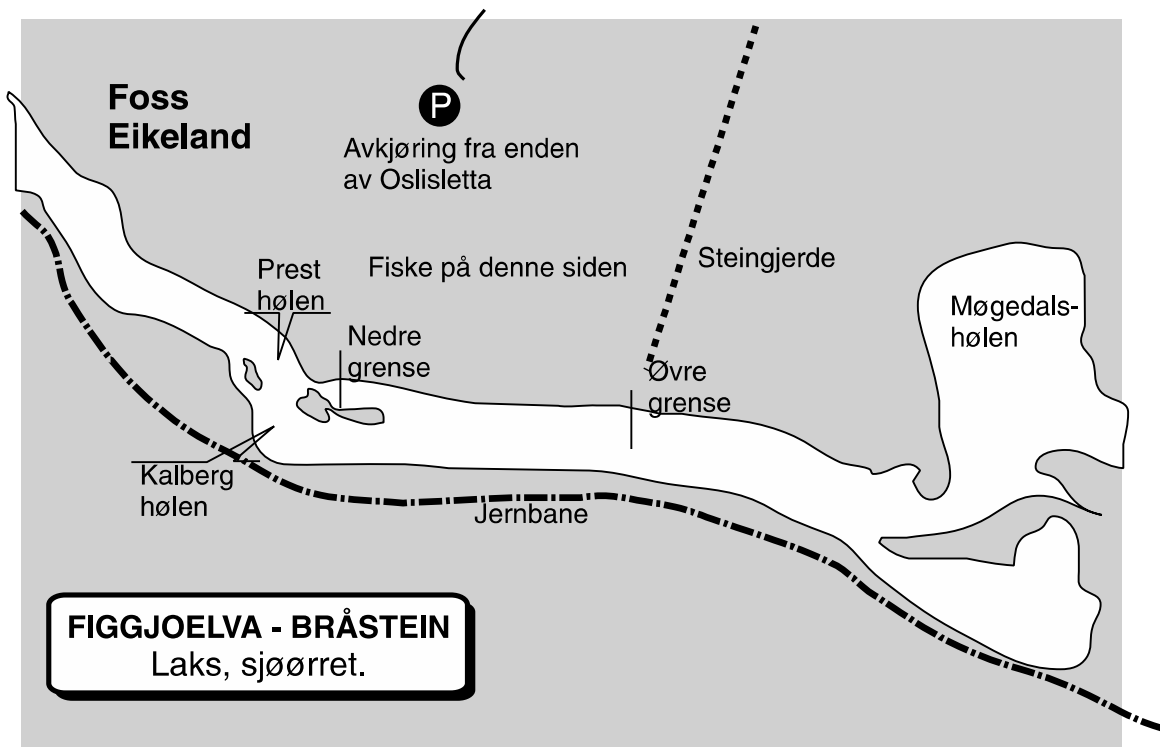 Foss
Eikeland
P
Avkjøring fra enden
av Oslisletta
Fiske på denne siden
Steingjerde
Prest
hølen
Nedre
grense
Øvre
grense
Møgedals-
hølen
Kalberg
hølen
Jernbane
FIGGJOELVA - BRÅSTEIN
Laks, sjøørret.